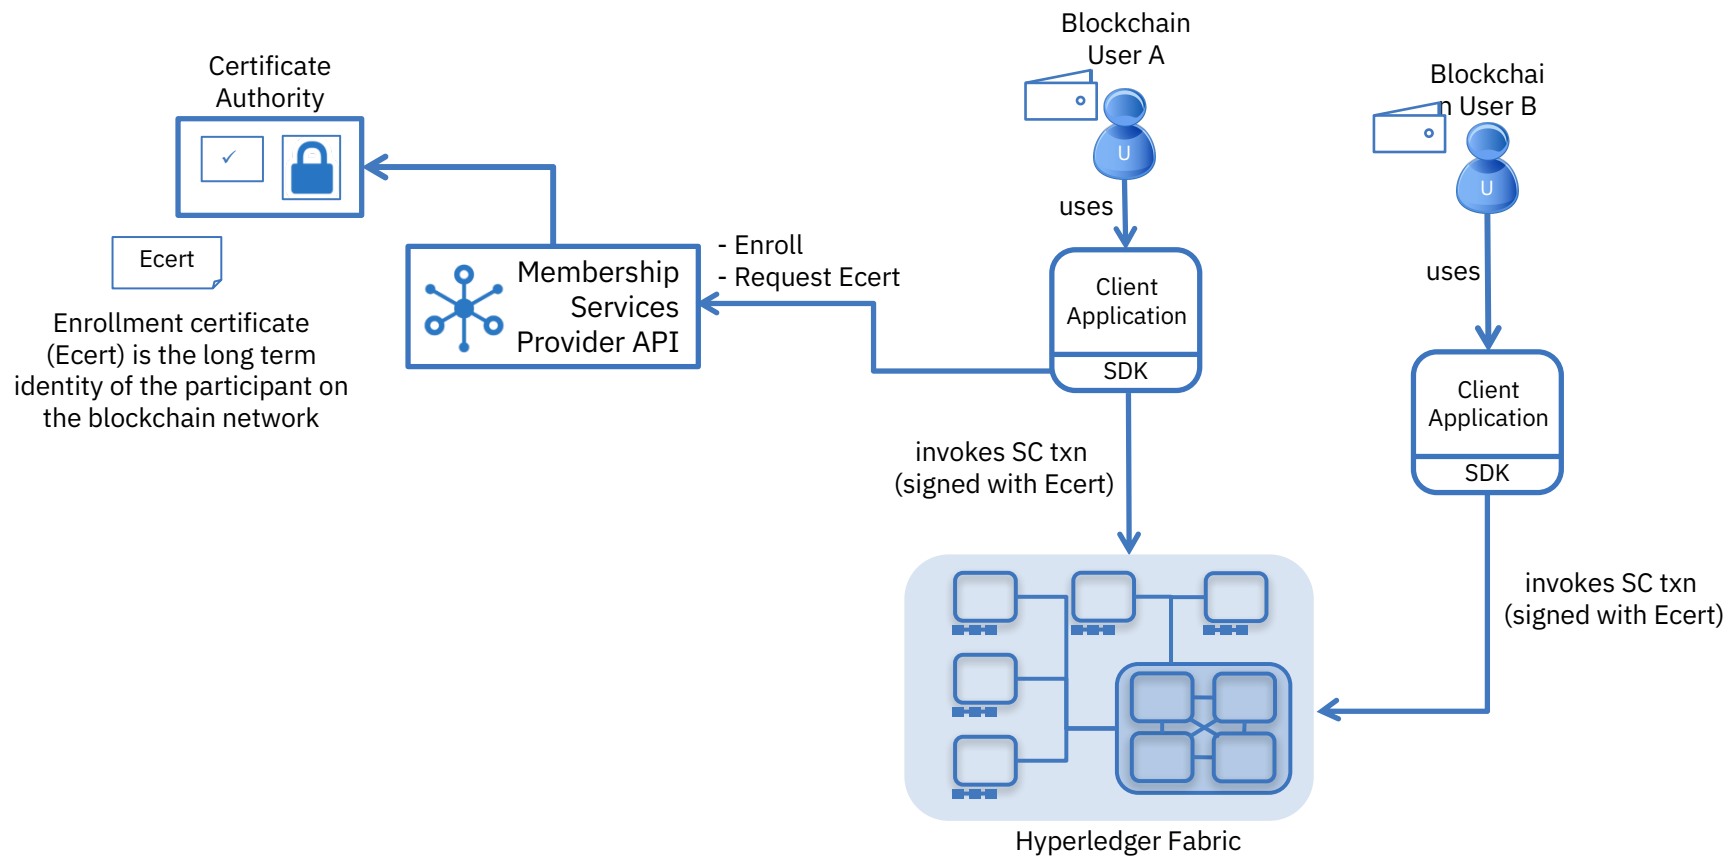 Certificate
Authority
Ecert
Enrollment certificate
(Ecert) is the long term
identity of the participant on
the blockchain network
Membership
Services
Provider API
- Enroll
- Request Ecert
Blockchain
User A
U
uses
Client
Application
SDK
invokes SC txn
(signed with Ecert)
Blockchai
n User B
U
uses
Client
Application
SDK
invokes SC txn
(signed with Ecert)
Hyperledger Fabric